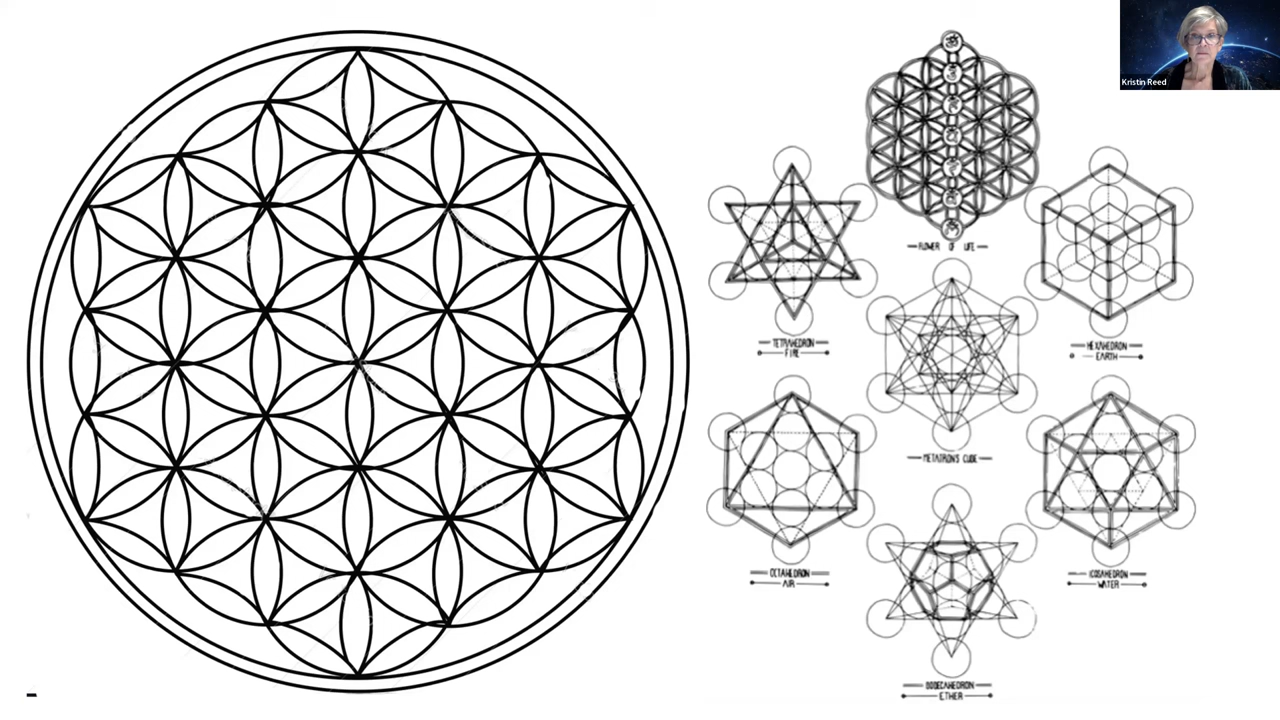 Kristin Reed
FLOWER OF LIFE
TETRAHEDRON
FIRE
HEXAHEDRON
EARTH
METATRON'S CUBE
OCTAHEDRON
AIR
ICOSAHEDRON
WATER
DODECAHEDRON
ETHER